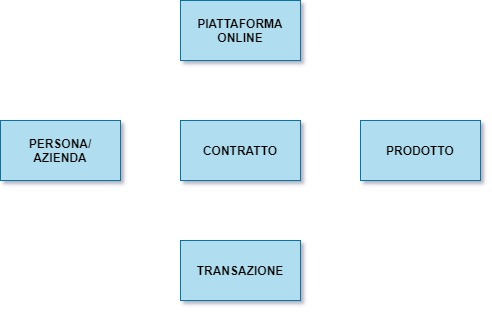 PIATTAFORMA
ONLINE
PERSONA/
AZIENDA
CONTRATTO
PRODOTTO
TRANSAZIONE